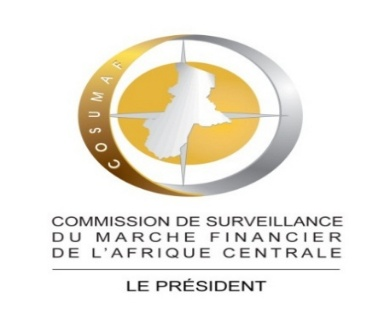 COSUMAF
COMMISSION DE SURVEILLANCE
DU MARCHE FINANCIER
DE L'AFRIQUE CENTRALE
LE PRÉSIDENT